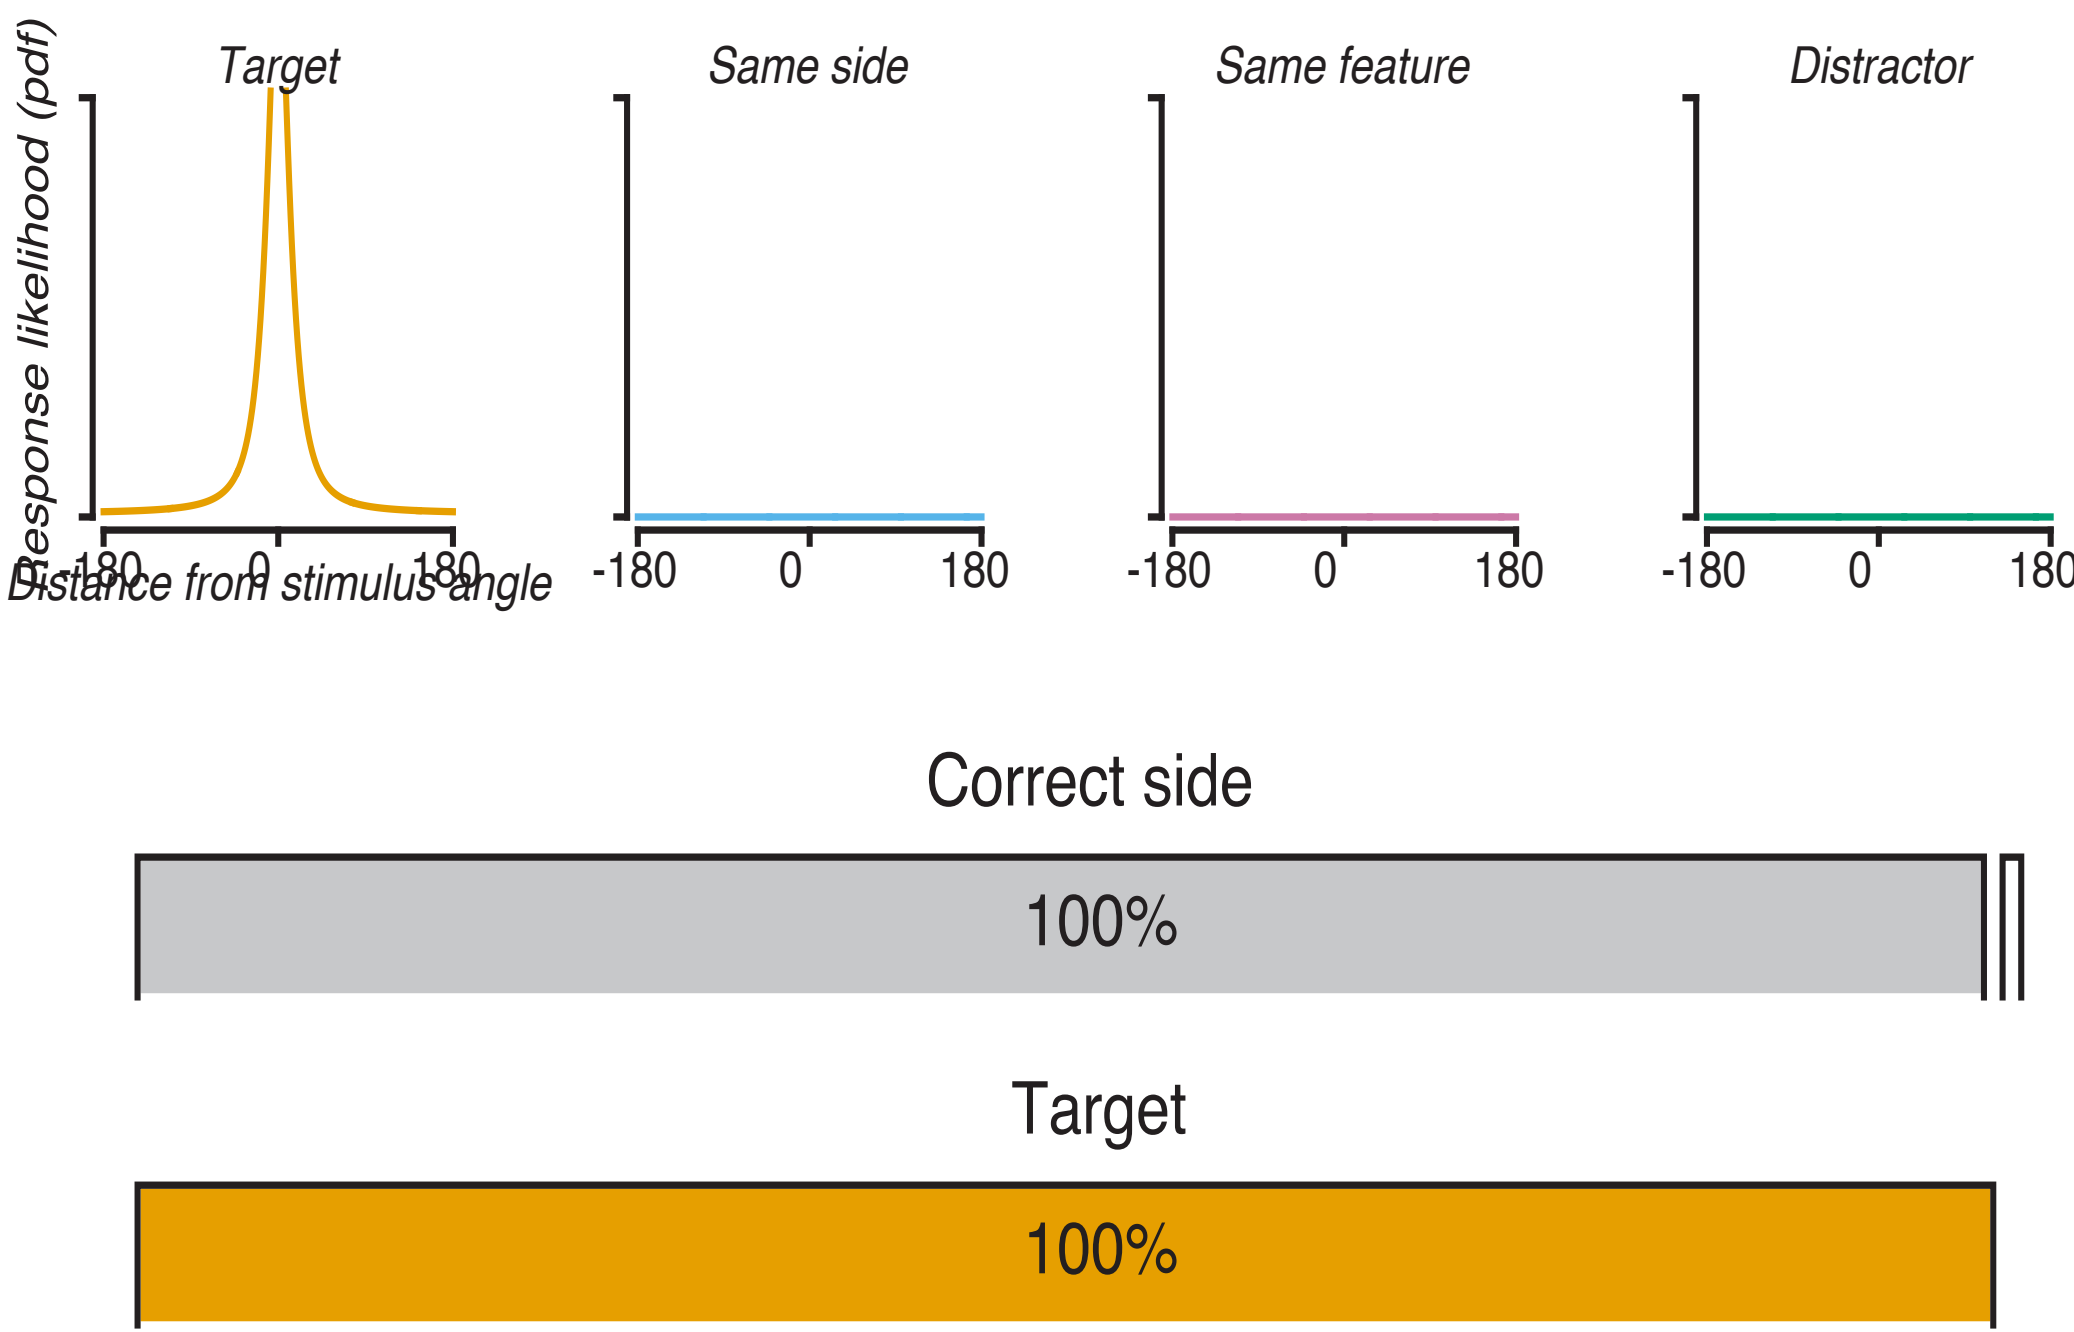 Response likelihood (pdf)
Target
Same side
Same feature
Distractor
-180 0 180
-180 0 180
-180 0 180
-180 0 180
Distance from stimulus angle
Correct side
100%
Target
100%